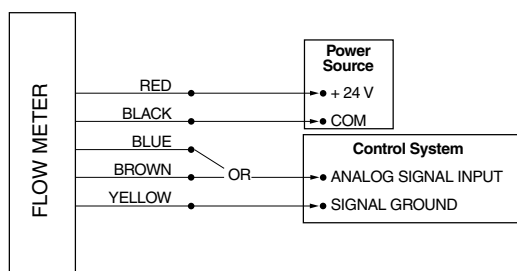 FLOW METER
Power
Source
RED
+ 24 V
BLACK
COM
BLUE
Control System
BROWN
OR
ANALOG SIGNAL INPUT
YELLOW
SIGNAL GROUND